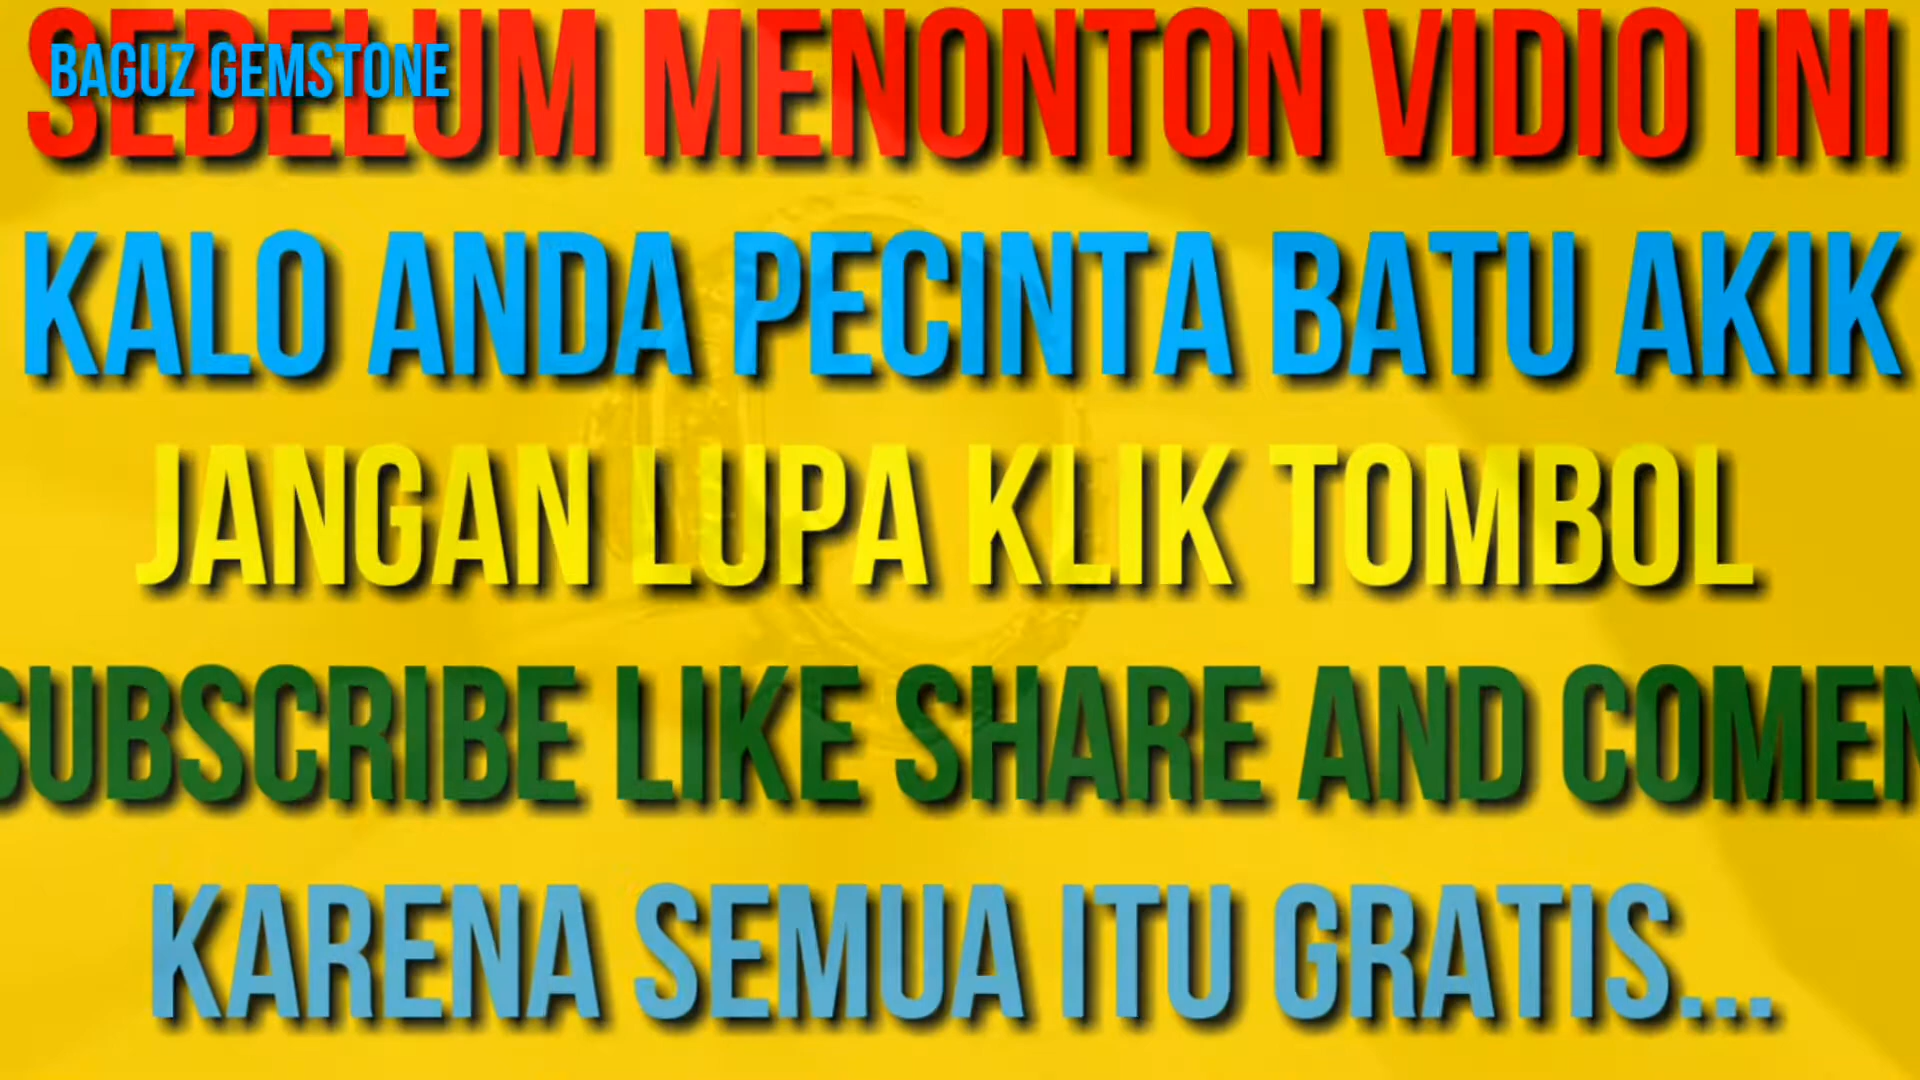 BAGUZ GEMSTONE
SEBELUM MENONTON VIDIO INI
KALO ANDA PECINTA BATU AKIK
JANGAN LUPA KLIK TOMBOL
SUBSCRIBE LIKE SHARE AND COMEN
KARENA SEMUA ITU GRATIS...